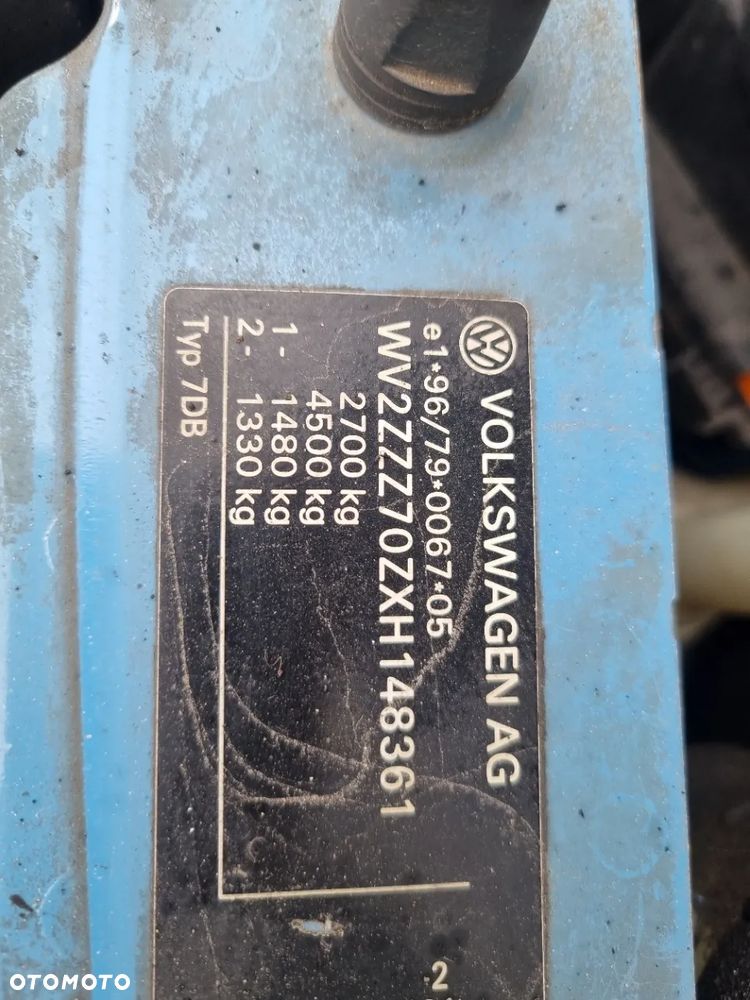 VOLKSWAGEN AG
e1*96/79*0067*05
WV2ZZZ70ZXH148361
2700 kg
4500 kg
1- 1480 kg
2- 1330 kg
Typ 7DB
2
OTOMOTO